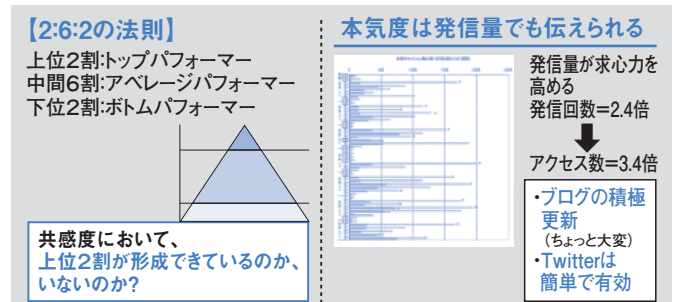 【2:6:2の法則】
上位2割:トップパフォーマー
中間6割:アベレージパフォーマー
下位2割:ボトムパフォーマー
共感度において、
上位2割が形成できているのか、
いないのか?
本気度は発信量でも伝えられる
発信量が求心力を
高める
発信回数=2.4倍
アクセス数=3.4倍
・ブログの積極
更新
(ちょっと大変)
・Twitterは
簡単で有効